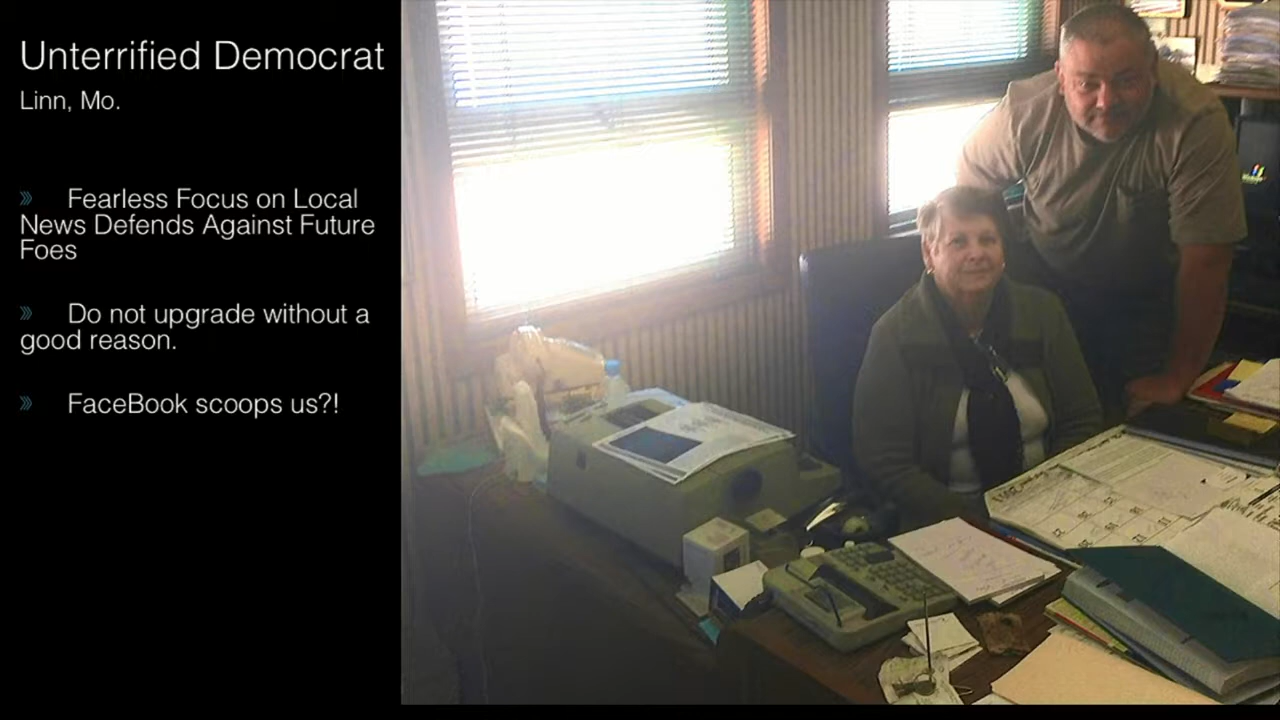 Unterrified Democrat
Linn, Mo.
» Fearless Focus on Local
News Defends Against Future
Foes
» Do not upgrade without a
good reason.
» FaceBook scoops us?!